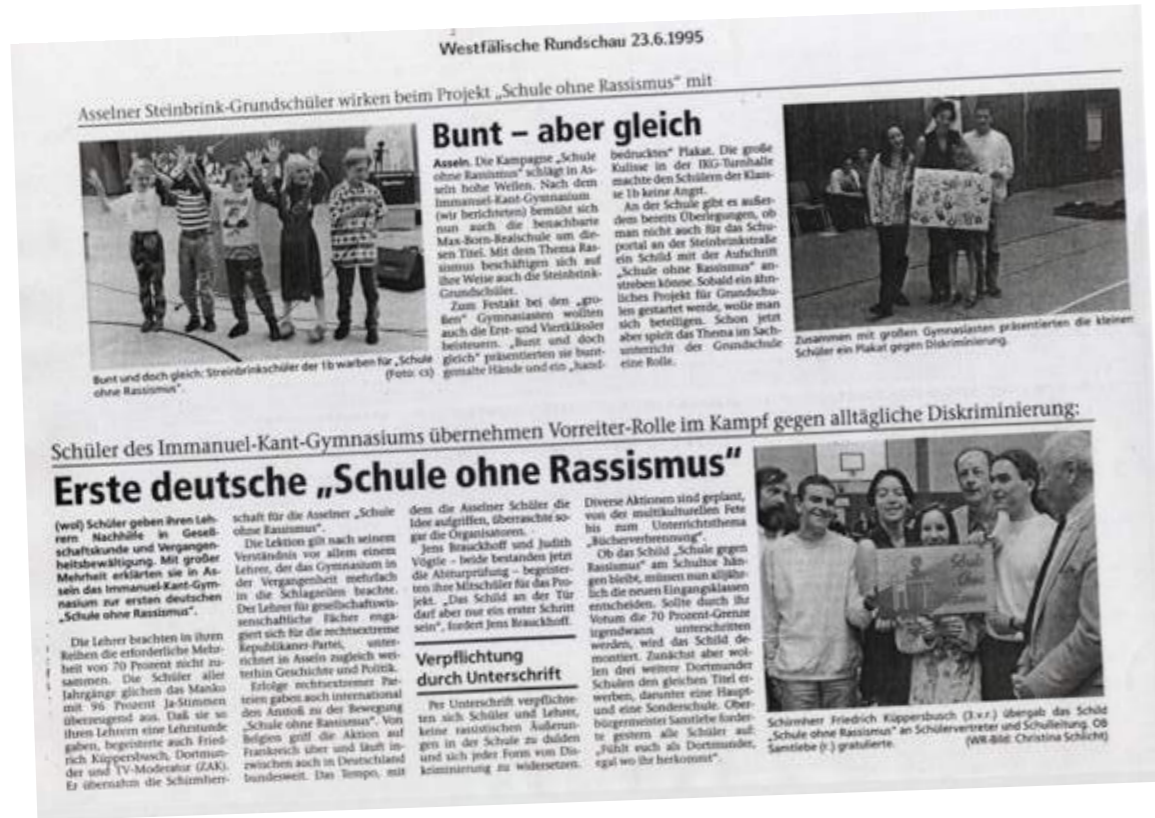 Westfälische Rundschau 23.6.1995
Asselner Steinbrink-Grundschüler wirken beim Projekt „Schule ohne Rassismus" mit
Bunt – aber gleich
Asseln. Die Kampagne „Schule
ohne Rassismus" schlägt in As-
seln hohe Wellen. Nach dem
Immanuel-Kant-Gymnasium
(wir berichteten) bemüht sich
nun auch die benachbarte
Max-Born-Realschule um die-
sen Titel. Mit dem Thema Ras-
sismus beschäftigen sich auf
ihre Weise auch die Steinbrink-
Grundschüler.
Zum Festakt bei den „gro-
ßen" Gymnasiasten wollten
auch die Erst- und Viertklässler
beisteuern. „Bunt und doch
gleich" präsentierten sie bunt-
gemalte Hände und ein „hand-
bedrucktes" Plakat. Die große
Kulisse in der IKG-Turnhalle
machte den Schülern der Klas-
se 1b keine Angst.
An der Schule gibt es außer-
dem bereits Überlegungen, ob
man nicht auch für das Schu-
portal an der Steinbrinkstraße
ein Schild mit der Aufschrift
„Schule ohne Rassismus" an-
streben könne. Sobald ein ähn-
liches Projekt für Grundschu-
len gestartet werde, wolle man
sich beteiligen. Schon jetzt
aber spielt das Thema im Sach-
unterricht der Grundschule
eine Rolle.
Bunt und doch gleich: Streinbrinkschüler der 1b warben für „Schule
ohne Rassismus".
(Foto: cs)
Zusammen mit großen Gymnasiasten präsentierten die kleinen
Schüler ein Plakat gegen Diskriminierung.
Schüler des Immanuel-Kant-Gymnasiums übernehmen Vorreiter-Rolle im Kampf gegen alltägliche Diskriminierung:
Erste deutsche „Schule ohne Rassismus"
(wol) Schüler geben ihren Leh-
rern Nachhilfe in Gesell-
schaftskunde und Vergangen-
heitsbewältigung. Mit großer
Mehrheit erklärten sie in As-
seln das Immanuel-Kant-Gym-
nasium zur ersten deutschen
„Schule ohne Rassismus".
Die Lehrer brachten in ihren
Reihen die erforderliche Mehr-
heit von 70 Prozent nicht zu-
sammen. Die Schüler aller
Jahrgänge glichen das Manko
mit 96 Prozent Ja-Stimmen
überzeugend aus. Daß sie so
ihren Lehrern eine Lehrstunde
gaben, begeisterte auch Fried-
rich Küppersbusch, Dortmun-
der und TV-Moderator (ZAK).
Er übernahm die Schirmherr-
schaft für die Asselner „Schule
ohne Rassismus".
Die Lektion gilt nach seinem
Verständnis vor allem einem
Lehrer, der das Gymnasium in
der Vergangenheit mehrfach
in die Schlagzeilen brachte.
Der Lehrer für gesellschaftswis-
senschaftliche Fächer enga-
giert sich für die rechtsextreme
Republikaner-Partei, unter-
richtet in Asseln zugleich wei-
terhin Geschichte und Politik.
Erfolge rechtsextremer Par-
teien gaben auch international
den Anstoß zu der Bewegung
„Schule ohne Rassismus". Von
Belgien griff die Aktion auf
Frankreich über und läuft in-
zwischen auch in Deutschland
bundesweit. Das Tempo, mit
dem die Asselner Schüler die
Idee aufgriffen, überraschte so-
gar die Organisatoren.
Jens Brauckhoff und Judith
Vögtle – beide bestanden jetzt
die Abiturprüfung – begeister-
ten ihre Mitschüler für das Pro-
jekt. „Das Schild an der Tür
darf aber nur ein erster Schritt
sein", fordert Jens Brauckhoff.
Verpflichtung
durch Unterschrift
Per Unterschrift verpflichte-
ten sich Schüler und Lehrer,
keine rassistischen Äußerun-
gen in der Schule zu dulden
und sich jeder Form von Dis-
kriminierung zu widersetzen.
Diverse Aktionen sind geplant,
von der multikulturellen Fete
bis zum Unterrichtsthema
„Bücherverbrennung".
Ob das Schild „Schule gegen
Rassismus" am Schultor hän-
gen bleibt, müssen nun alljähr-
lich die neuen Eingangsklassen
entscheiden. Sollte durch ihr
Votum die 70 Prozent-Grenze
irgendwann unterschritten
werden, wird das Schild de-
montiert. Zunächst aber wol-
len drei weitere Dortmunder
Schulen den gleichen Titel er-
werben, darunter eine Haupt-
und eine Sonderschule. Ober-
bürgermeister Samtlebe forder-
te gestern alle Schüler auf:
„Fühlt euch als Dortmunder,
egal wo ihr herkommt".
Schule
Schirmherr Friedrich Küppersbusch (3.v.r.) übergab das Schild
„Schule ohne Rassismus" an Schülervertreter und Schulleitung. OB
Samtlebe (r.) gratulierte.
(WR-Bild: Christina Schlicht)